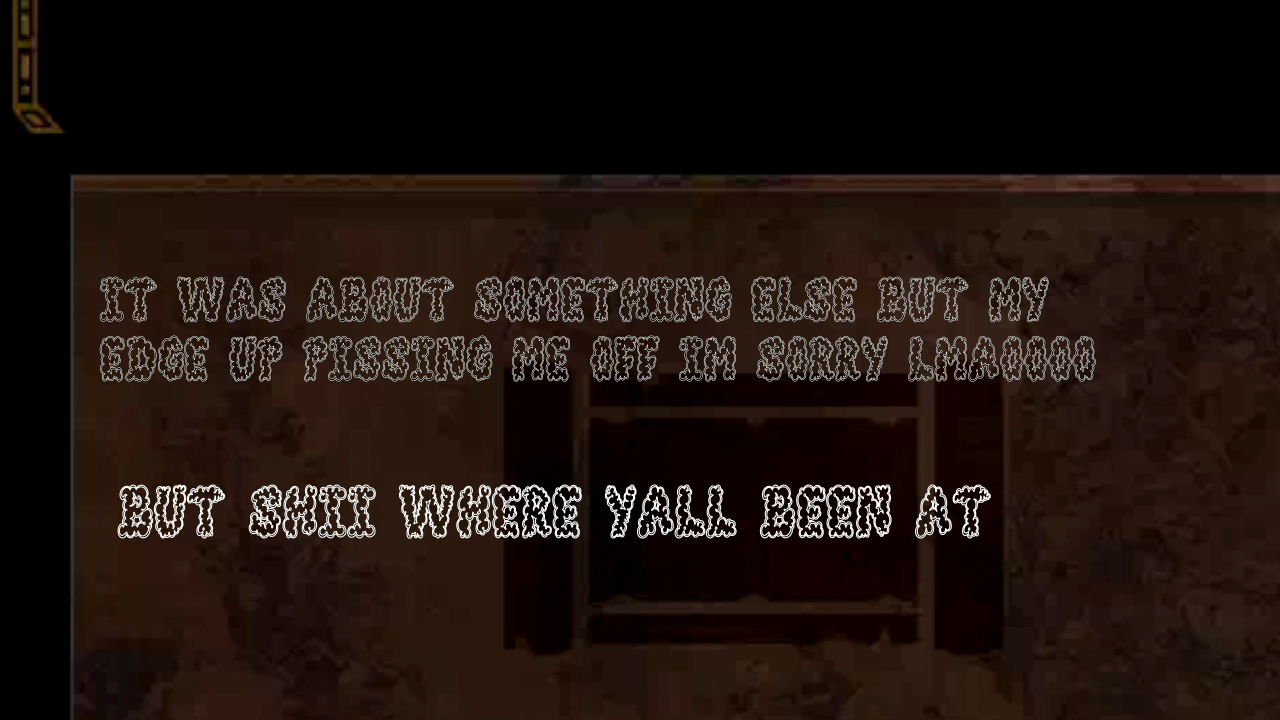 IT WAS ABOUT SOMETHING ELSE BUT MY
EDGE UP PISSING ME OFF IM SORRY LMAOOOO
BUT SHII WHERE YALL BEEN AT